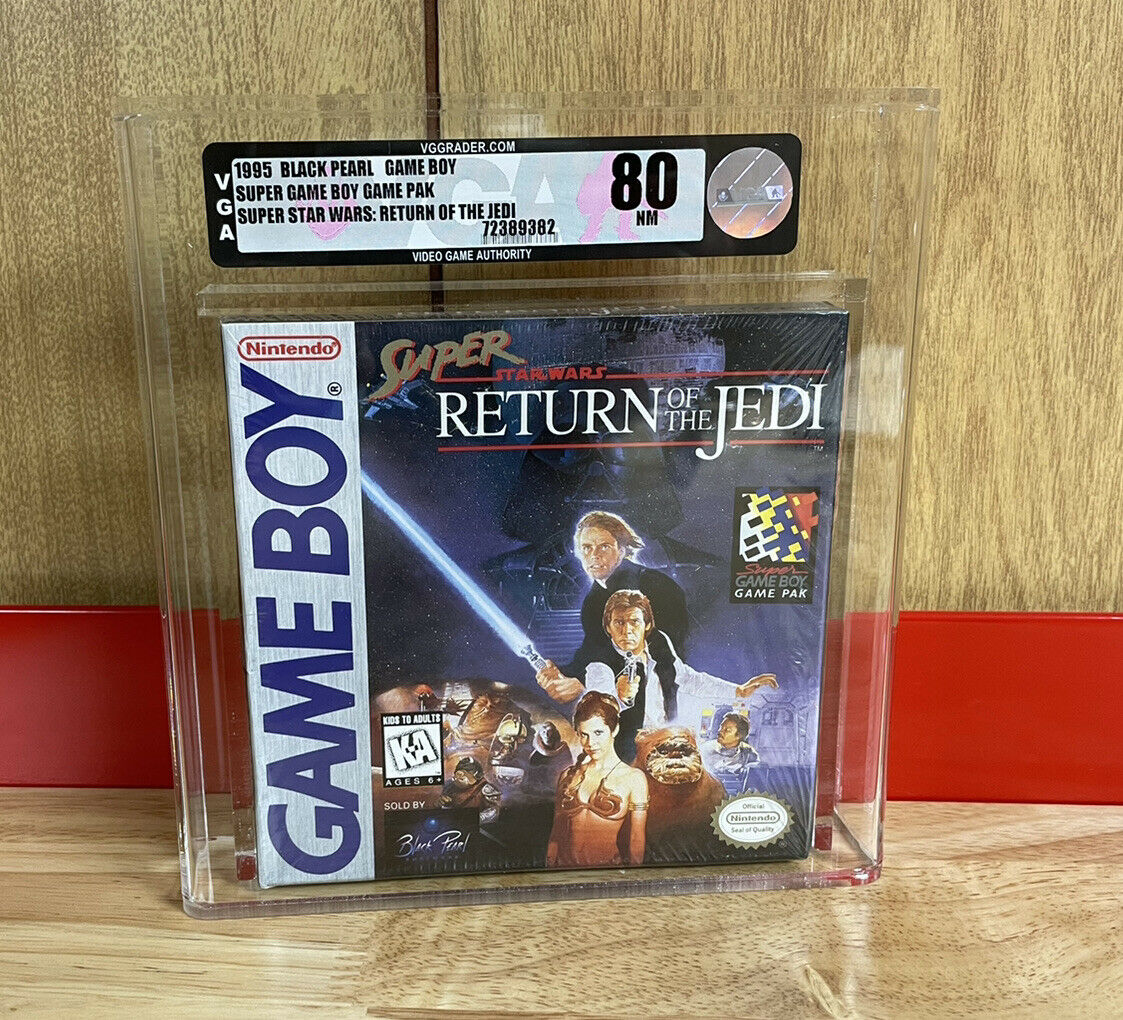 VGGRADER.COM
VGA
1995 BLACK PEARL GAME BOY
SUPER GAME BOY GAME PAK
SUPER STAR WARS: RETURN OF THE JEDI
72389382
80
NM
VIDEO GAME AUTHORITY
Nintendo®
GAME BOY®
SUPER
STAR WARS
RETURN OF THE JEDI
TM
Super
GAME BOY
GAME PAK
KIDS TO ADULTS
K-A
AGES 6+
SOLD BY
Black Pearl
Official
Nintendo
Seal of Quality